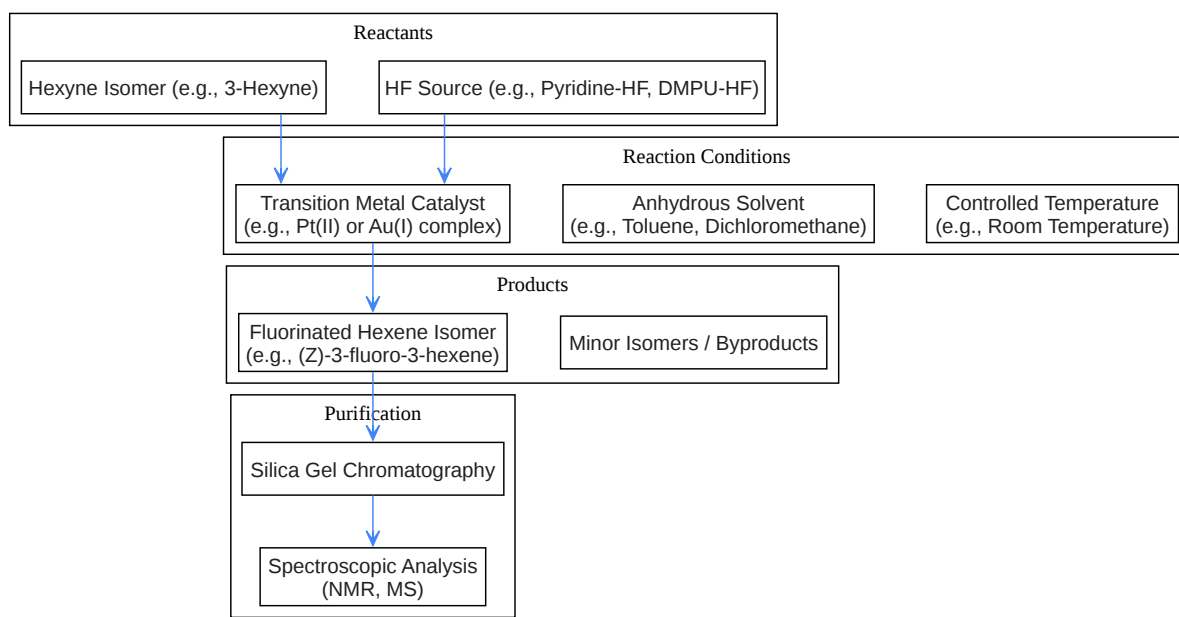 Reactants
Hexyne Isomer (e.g., 3-Hexyne)
HF Source (e.g., Pyridine-HF, DMPU-HF)
Reaction Conditions
Transition Metal Catalyst
(e.g., Pt(II) or Au(I) complex)
Anhydrous Solvent
(e.g., Toluene, Dichloromethane)
Controlled Temperature
(e.g., Room Temperature)
Products
Fluorinated Hexene Isomer
(e.g., (Z)-3-fluoro-3-hexene)
Minor Isomers / Byproducts
Purification
Silica Gel Chromatography
Spectroscopic Analysis
(NMR, MS)